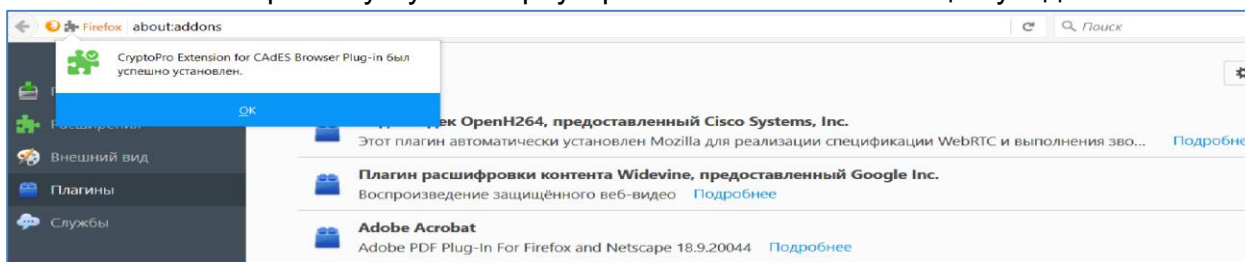 Firefox about:addons
Поиск
CryptoPro Extension for CAdES Browser Plug-in был
успешно установлен.
OK
OpenH264, предоставленный Cisco Systems, Inc.
Этот плагин автоматически установлен Mozilla для реализации спецификации WebRTC и выполнения зво... Подробне
Внешний вид
Плагин расширофки контента Widevine, предоставленный Google Inc.
Плагины
Воспроизведение защищённого веб-видео Подробнее
Службы
Adobe Acrobat
Adobe PDF Plug-In For Firefox and Netscape 18.9.20044 Подробнее